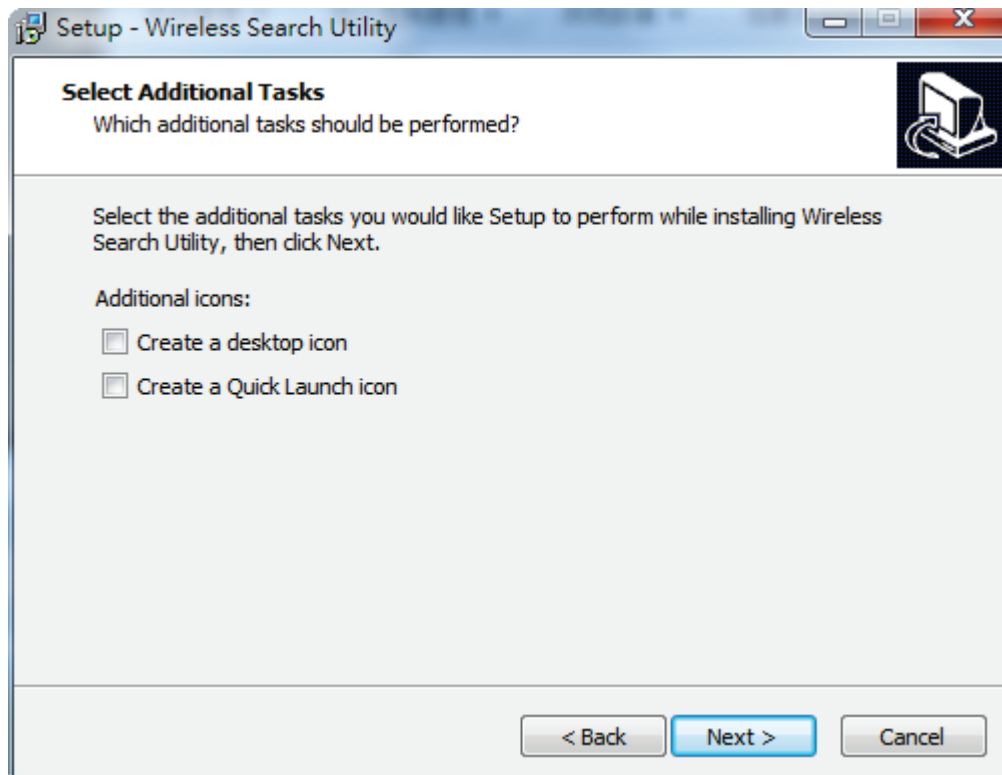 Setup - Wireless Search Utility
Select Additional Tasks
Which additional tasks should be performed?
Select the additional tasks you would like Setup to perform while installing Wireless
Search Utility, then click Next.
Additional icons:
Create a desktop icon
Create a Quick Launch icon
< Back Next > Cancel